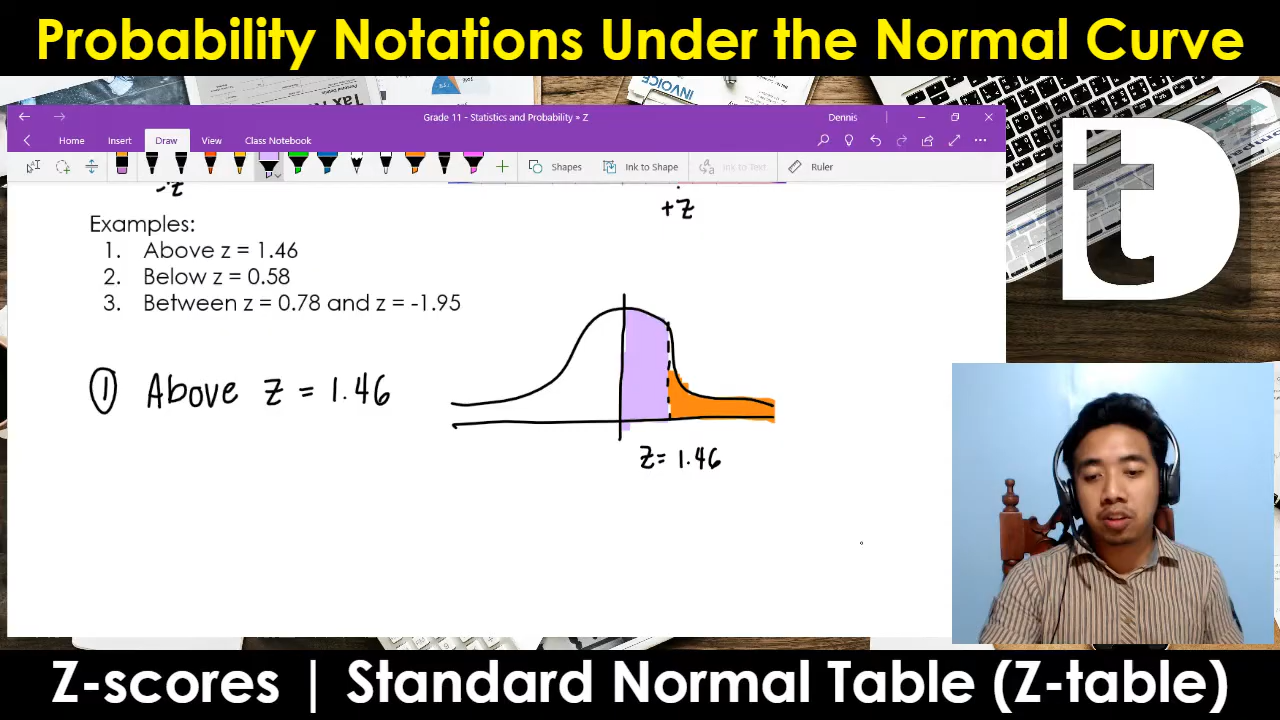 Probability Notations Under the Normal Curve
INVOICE
Grade 11 - Statistics and Probability » Z
Dennis
Home Insert Draw View Class Notebook
Shapes Ink to Shape Ink to Text Ruler
-z
+z
Examples:
1. Above z = 1.46
2. Below z = 0.58
3. Between z = 0.78 and z = -1.95
① Above z = 1.46
z = 1.46
Dt
Z-scores | Standard Normal Table (Z-table)